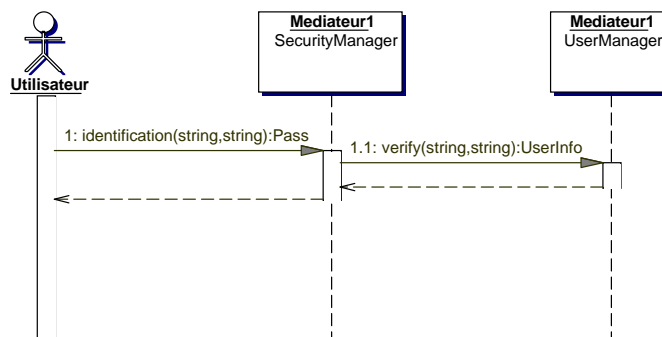 Mediateur1
SecurityManager
Mediateur1
UserManager
Utilisateur
1: identification(string,string):Pass
1.1: verify(string,string):UserInfo